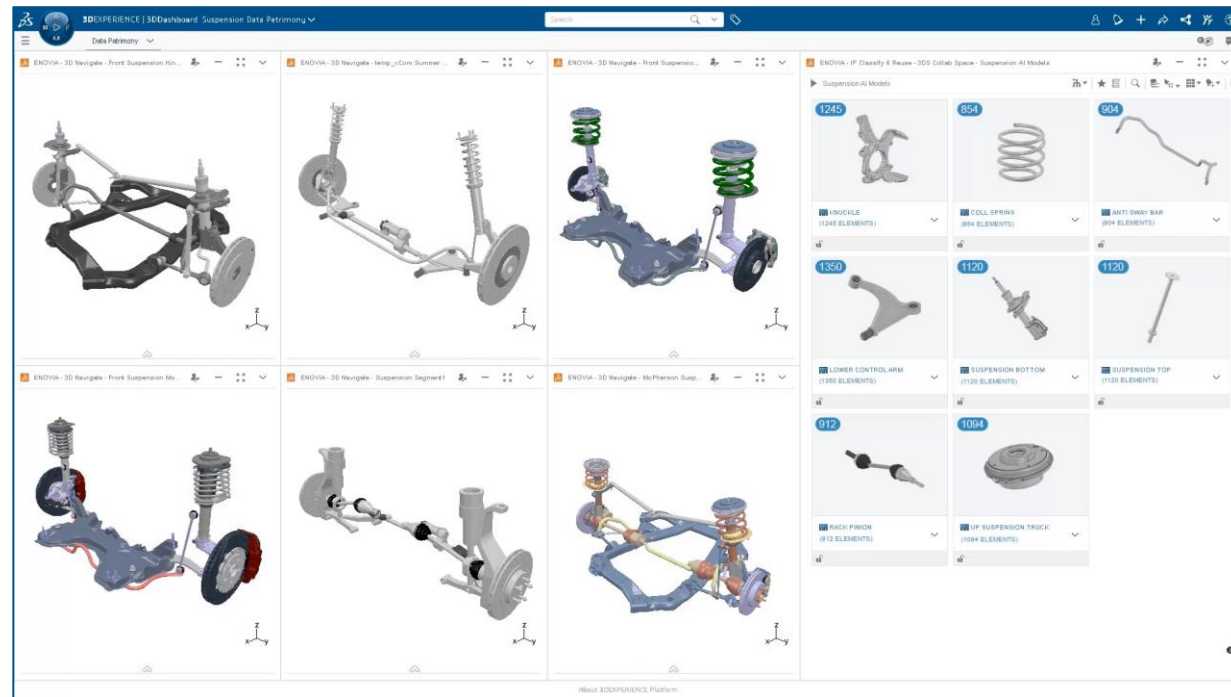 3DEXPERIENCE | 3DDashboard Suspension Data Patrimony
Search
Data Patrimony
ENOVIA - 3D Navigate - Front Suspension Kin...
ENOVIA - 3D Navigate - temp_nCom Summer ...
ENOVIA - 3D Navigate - Front Suspensio...
ENOVIA - IP Classify & Reuse - 3DS Collab Space - Suspension AI Models
Suspension AI Models
1245
854
904
KNUCKLE
(1245 ELEMENTS)
COLL SPRING
(854 ELEMENTS)
ANTI SWAY BAR
(904 ELEMENTS)
1350
1120
1120
LOWER CONTROL ARM
(1350 ELEMENTS)
SUSPENSION BOTTOM
(1120 ELEMENTS)
SUSPENSION TOP
(1120 ELEMENTS)
912
1094
RACK PINION
(912 ELEMENTS)
UP SUSPENSION TRUCK
(1094 ELEMENTS)
z
x y
z
x y
z
x y
ENOVIA - 3D Navigate - Front Suspension Mo...
ENOVIA - 3D Navigate - Suspension Segment1
ENOVIA - 3D Navigate - McPherson Susp...
z
x y
z
x y
z
x y
About 3DEXPERIENCE Platform